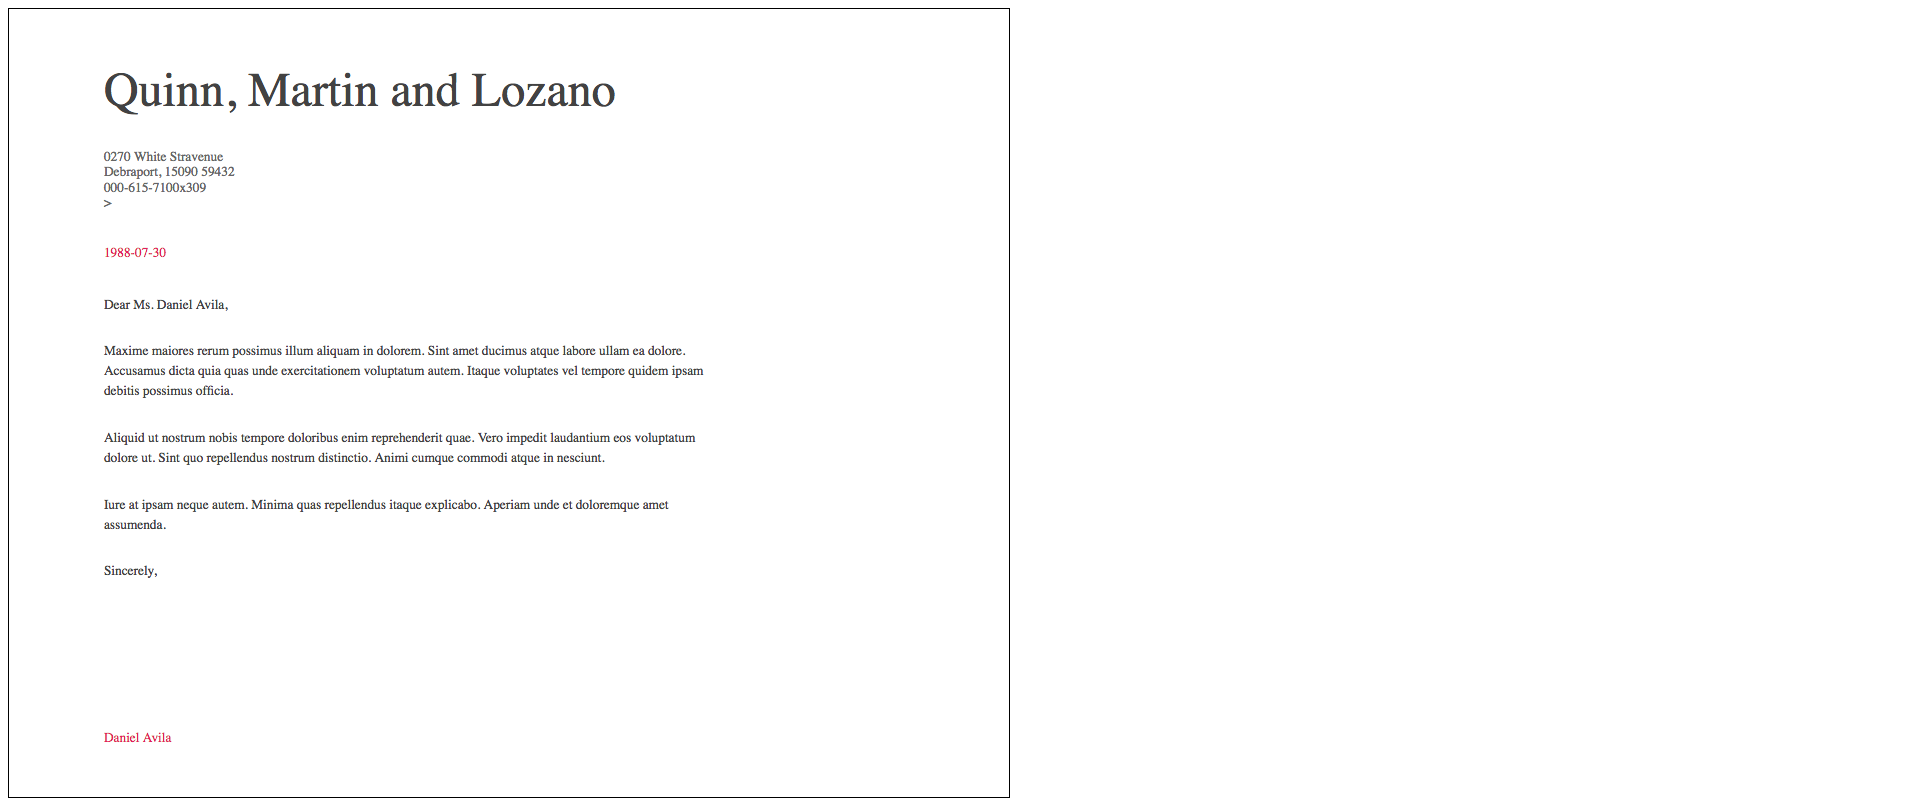 Quinn, Martin and Lozano
0270 White Stravenue
Debraport, 15090 59432
000-615-7100x309
>
1988-07-30
Dear Ms. Daniel Avila,
Maxime maiores rerum possimus illum aliquam in dolorem. Sint amet ducimus atque labore ullam ea dolore.
Accusamus dicta quia quas unde exercitationem voluptatum autem. Itaque voluptates vel tempore quidem ipsam
debitis possimus officia.
Aliquid ut nostrum nobis tempore doloribus enim reprehenderit quae. Vero impedit laudantium eos voluptatum
dolore ut. Sint quo repellendus nostrum distinctio. Animi cumque commodi atque in nesciunt.
Iure at ipsam neque autem. Minima quas repellendus itaque explicabo. Aperiam unde et doloremque amet
assumenda.
Sincerely,
Daniel Avila